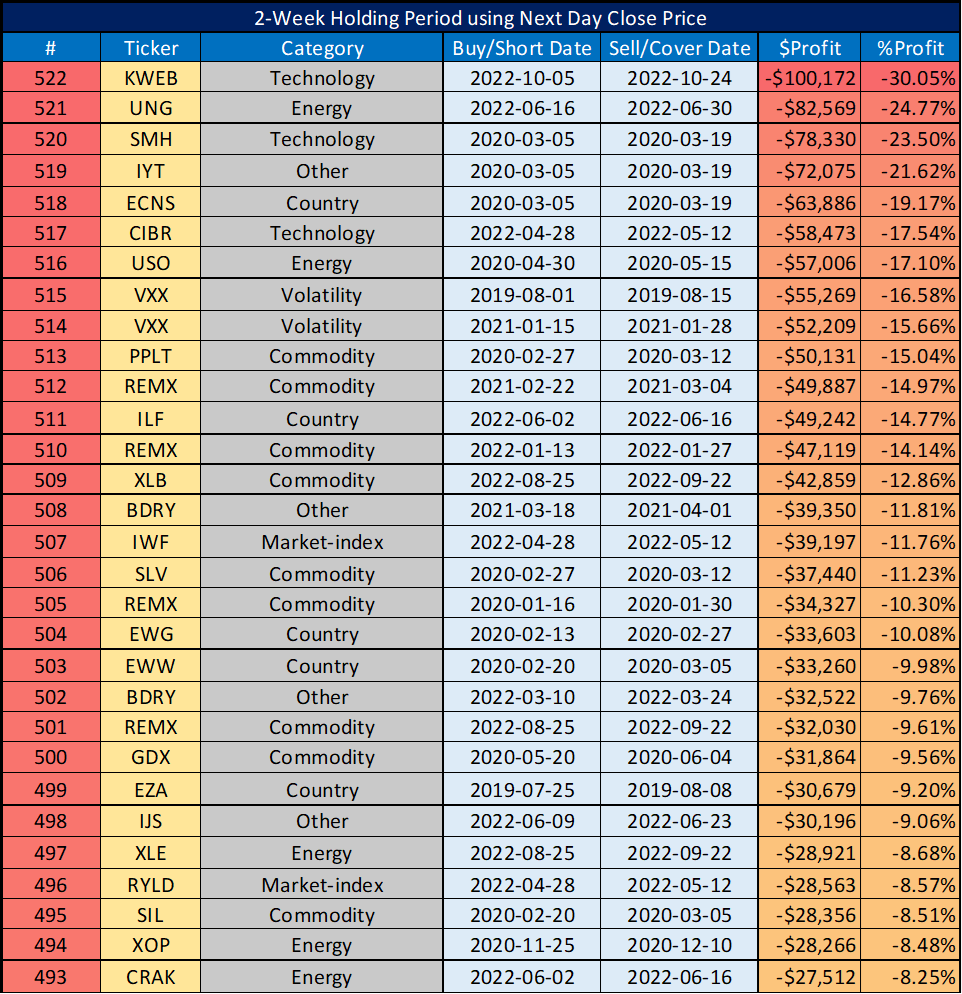 2-Week Holding Period using Next Day Close Price
# Ticker Category Buy/Short Date Sell/Cover Date $Profit %Profit
522 KWEB Technology 2022-10-05 2022-10-24 -$100,172 -30.05%
521 UNG Energy 2022-06-16 2022-06-30 -$82,569 -24.77%
520 SMH Technology 2020-03-05 2020-03-19 -$78,330 -23.50%
519 IYT Other 2020-03-05 2020-03-19 -$72,075 -21.62%
518 ECNS Country 2020-03-05 2020-03-19 -$63,886 -19.17%
517 CIBR Technology 2022-04-28 2022-05-12 -$58,473 -17.54%
516 USO Energy 2020-04-30 2020-05-15 -$57,006 -17.10%
515 VXX Volatility 2019-08-01 2019-08-15 -$55,269 -16.58%
514 VXX Volatility 2021-01-15 2021-01-28 -$52,209 -15.66%
513 PPLT Commodity 2020-02-27 2020-03-12 -$50,131 -15.04%
512 REMX Commodity 2021-02-22 2021-03-04 -$49,887 -14.97%
511 ILF Country 2022-06-02 2022-06-16 -$49,242 -14.77%
510 REMX Commodity 2022-01-13 2022-01-27 -$47,119 -14.14%
509 XLB Commodity 2022-08-25 2022-09-22 -$42,859 -12.86%
508 BDRY Other 2021-03-18 2021-04-01 -$39,350 -11.81%
507 IWF Market-index 2022-04-28 2022-05-12 -$39,197 -11.76%
506 SLV Commodity 2020-02-27 2020-03-12 -$37,440 -11.23%
505 REMX Commodity 2020-01-16 2020-01-30 -$34,327 -10.30%
504 EWG Country 2020-02-13 2020-02-27 -$33,603 -10.08%
503 EWW Country 2020-02-20 2020-03-05 -$33,260 -9.98%
502 BDRY Other 2022-03-10 2022-03-24 -$32,522 -9.76%
501 REMX Commodity 2022-08-25 2022-09-22 -$32,030 -9.61%
500 GDX Commodity 2020-05-20 2020-06-04 -$31,864 -9.56%
499 EZA Country 2019-07-25 2019-08-08 -$30,679 -9.20%
498 IJS Other 2022-06-09 2022-06-23 -$30,196 -9.06%
497 XLE Energy 2022-08-25 2022-09-22 -$28,921 -8.68%
496 RYLD Market-index 2022-04-28 2022-05-12 -$28,563 -8.57%
495 SIL Commodity 2020-02-20 2020-03-05 -$28,356 -8.51%
494 XOP Energy 2020-11-25 2020-12-10 -$28,266 -8.48%
493 CRAK Energy 2022-06-02 2022-06-16 -$27,512 -8.25%